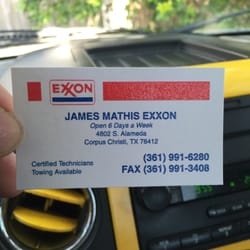 EXXON
JAMES MATHIS EXXON
Open 6 Days a Week
4802 S. Alameda
Corpus Christi, TX 78412
(361) 991-6280
Certified Technicians
Towing Available
FAX (361) 991-3408